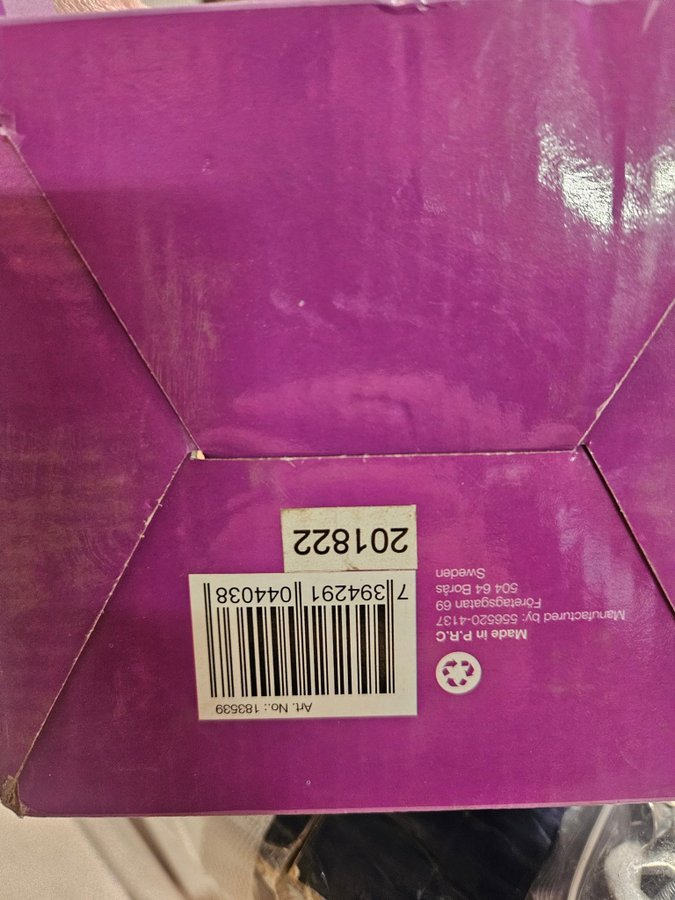 Art. No.: 183539
7 394291 044038
201822
Made in P.R.C
Manufactured by: 556520-4137
Företagsgatan 69
504 64 Borås
Sweden